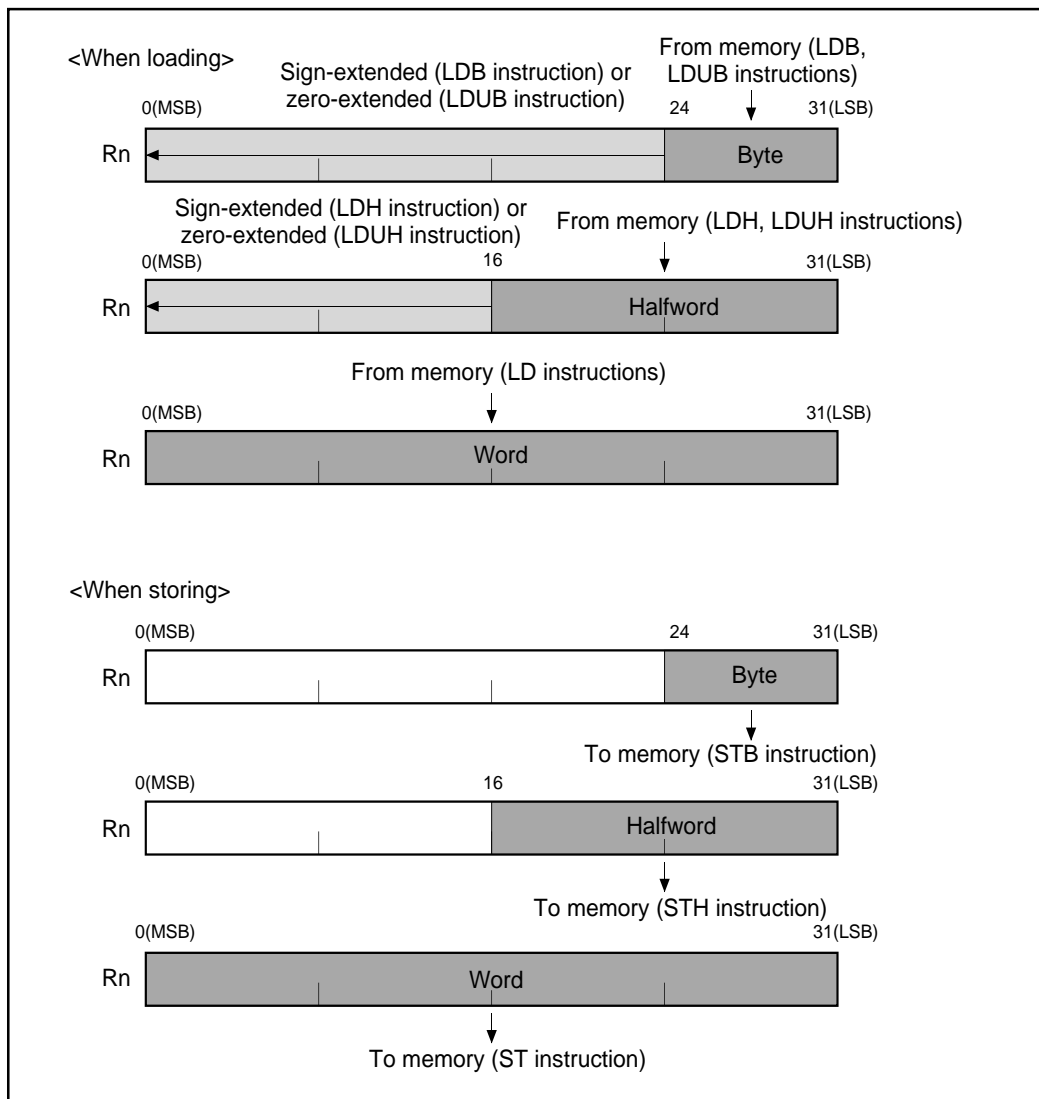 <When loading>
From memory (LDB,
LDUB instructions)
Sign-extended (LDB instruction) or
zero-extended (LDUB instruction)
0(MSB) 24 31(LSB)
Rn Byte
Sign-extended (LDH instruction) or
zero-extended (LDUH instruction)
From memory (LDH, LDUH instructions)
0(MSB) 16 31(LSB)
Rn Halfword
From memory (LD instructions)
0(MSB) 31(LSB)
Rn Word
<When storing>
0(MSB) 24 31(LSB)
Rn Byte
To memory (STB instruction)
0(MSB) 16 31(LSB)
Rn Halfword
To memory (STH instruction)
0(MSB) 31(LSB)
Rn Word
To memory (ST instruction)